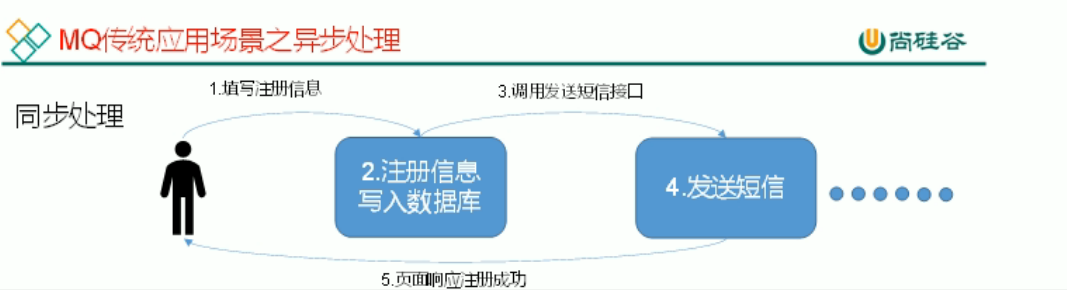 MQ传统应用场景之异步处理
尚硅谷
1.填写注册信息
3.调用发送短信接口
同步处理
2.注册信息
写入数据库
4.发送短信
5.页面响应注册成功